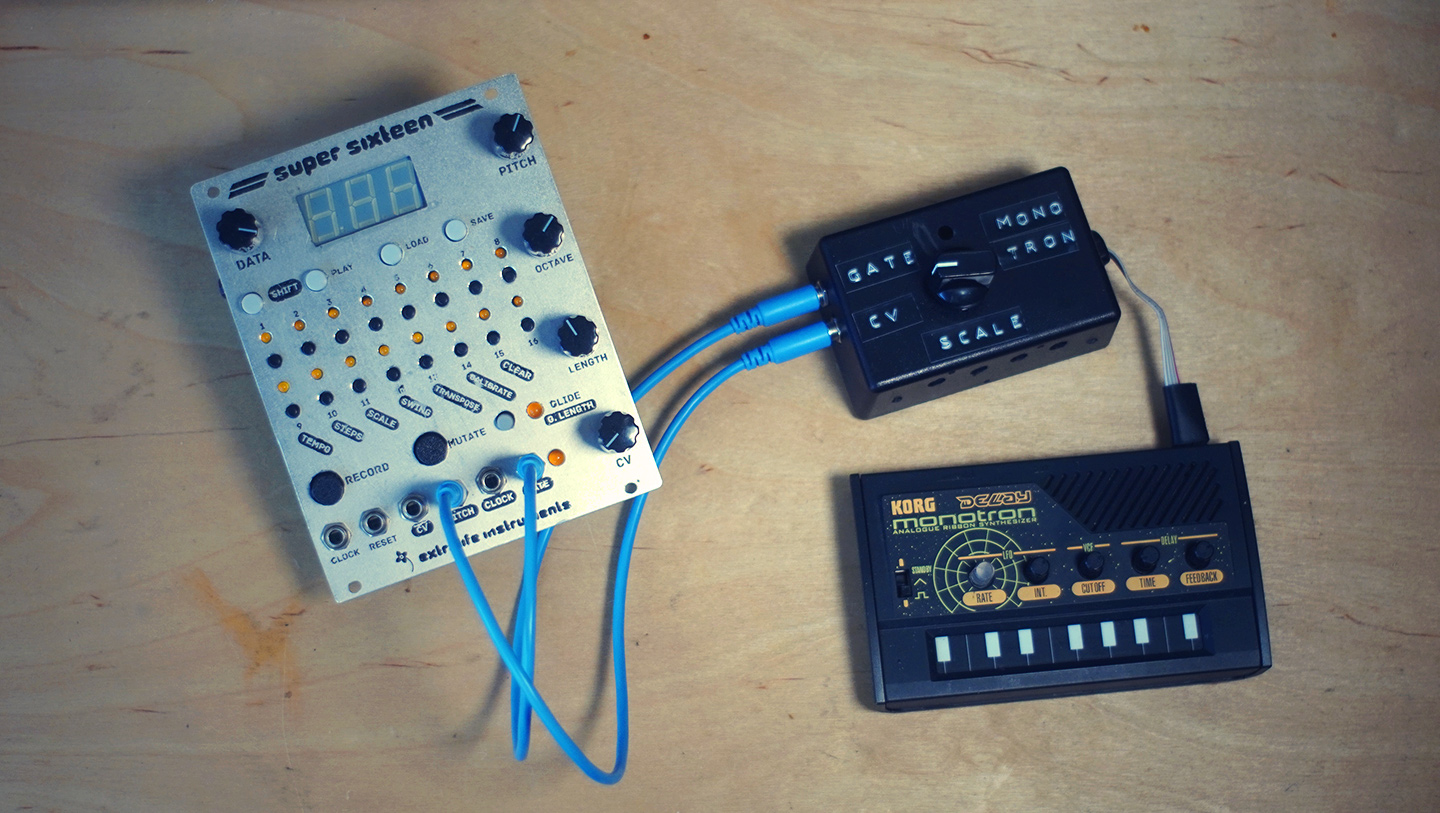 super sixteen
PITCH
DATA
SAVE
LOAD
PLAY
SHIFT
OCTAVE
1 2 3 4 5 6 7 8
9 10 11 12 13 14 15 16
LENGTH
TEMPO
STEPS
SCALE
SWING
TRANSPOSE
CALIBRATE
CLEAR
GLIDE
G. LENGTH
MUTATE
RECORD
CV
CLOCK
RESET
CV
PITCH
CLOCK
GATE
extralife instruments
MONO
TRON
GATE
CV
SCALE
KORG DELAY
monotron
ANALOGUE RIBBON SYNTHESIZER
LFO VCF DELAY
STANDBY
RATE INT. CUTOFF TIME FEEDBACK